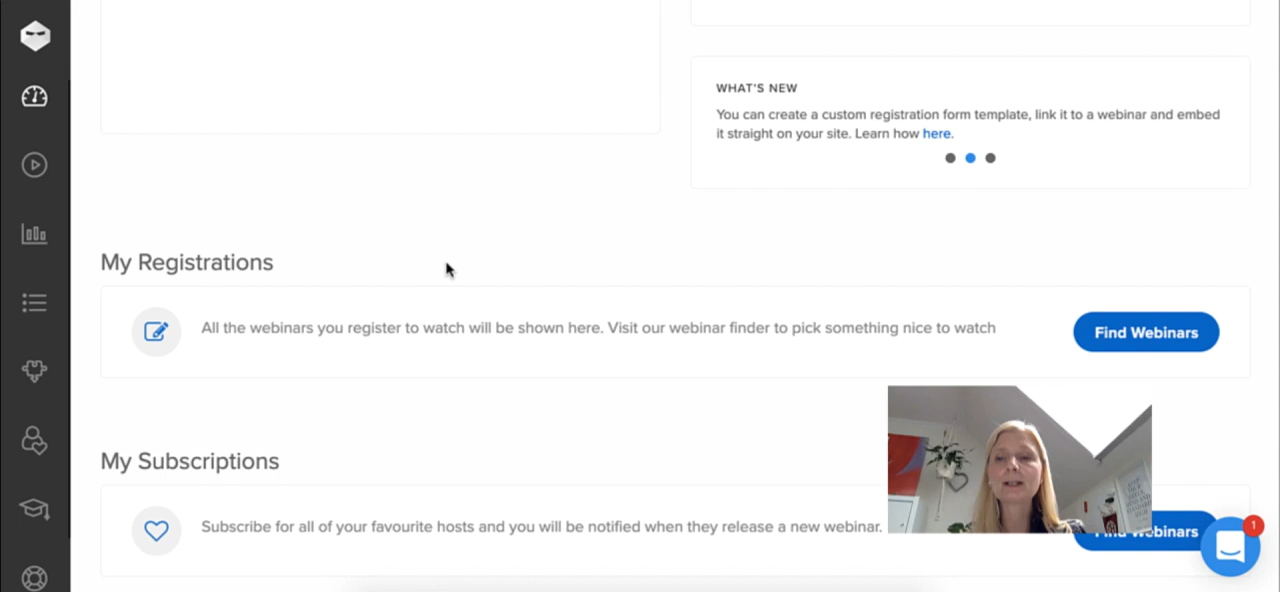 WHAT'S NEW
You can create a custom registration form template, link it to a webinar and embed
it straight on your site. Learn how here.
My Registrations
All the webinars you register to watch will be shown here. Visit our webinar finder to pick something nice to watch
Find Webinars
My Subscriptions
Subscribe for all of your favourite hosts and you will be notified when they release a new webinar.
Find Webinars
1